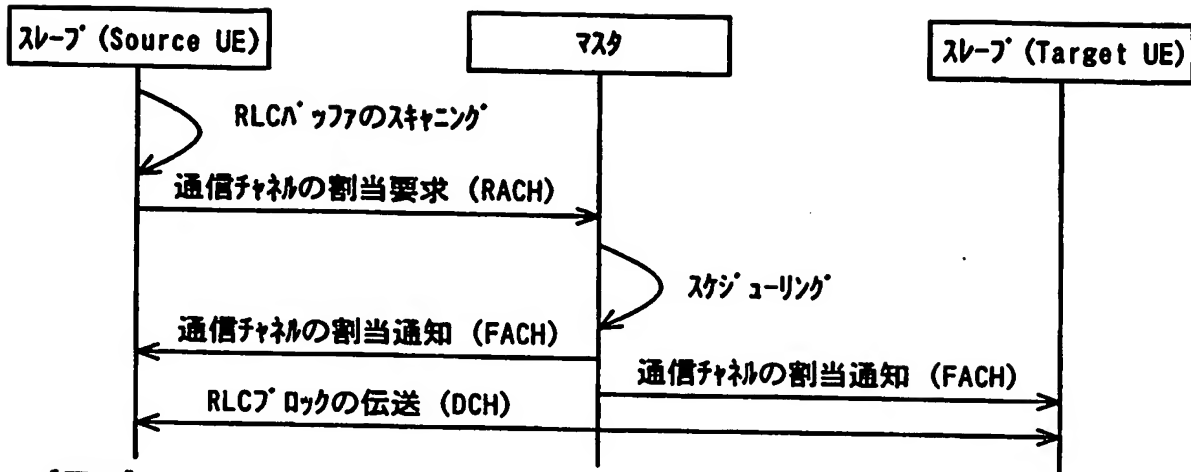 ｽﾚｰﾌﾞ (Source UE)
ﾏｽﾀ
ｽﾚｰﾌﾞ (Target UE)
RLCﾊﾞｯﾌｧのｽｷｬﾆﾝｸﾞ
通信ﾁｬﾈﾙの割当要求 (RACH)
ｽｹｼﾞｭｰﾘﾝｸﾞ
通信ﾁｬﾈﾙの割当通知 (FACH)
通信ﾁｬﾈﾙの割当通知 (FACH)
RLCﾌﾞﾛｯｸの伝送 (DCH)